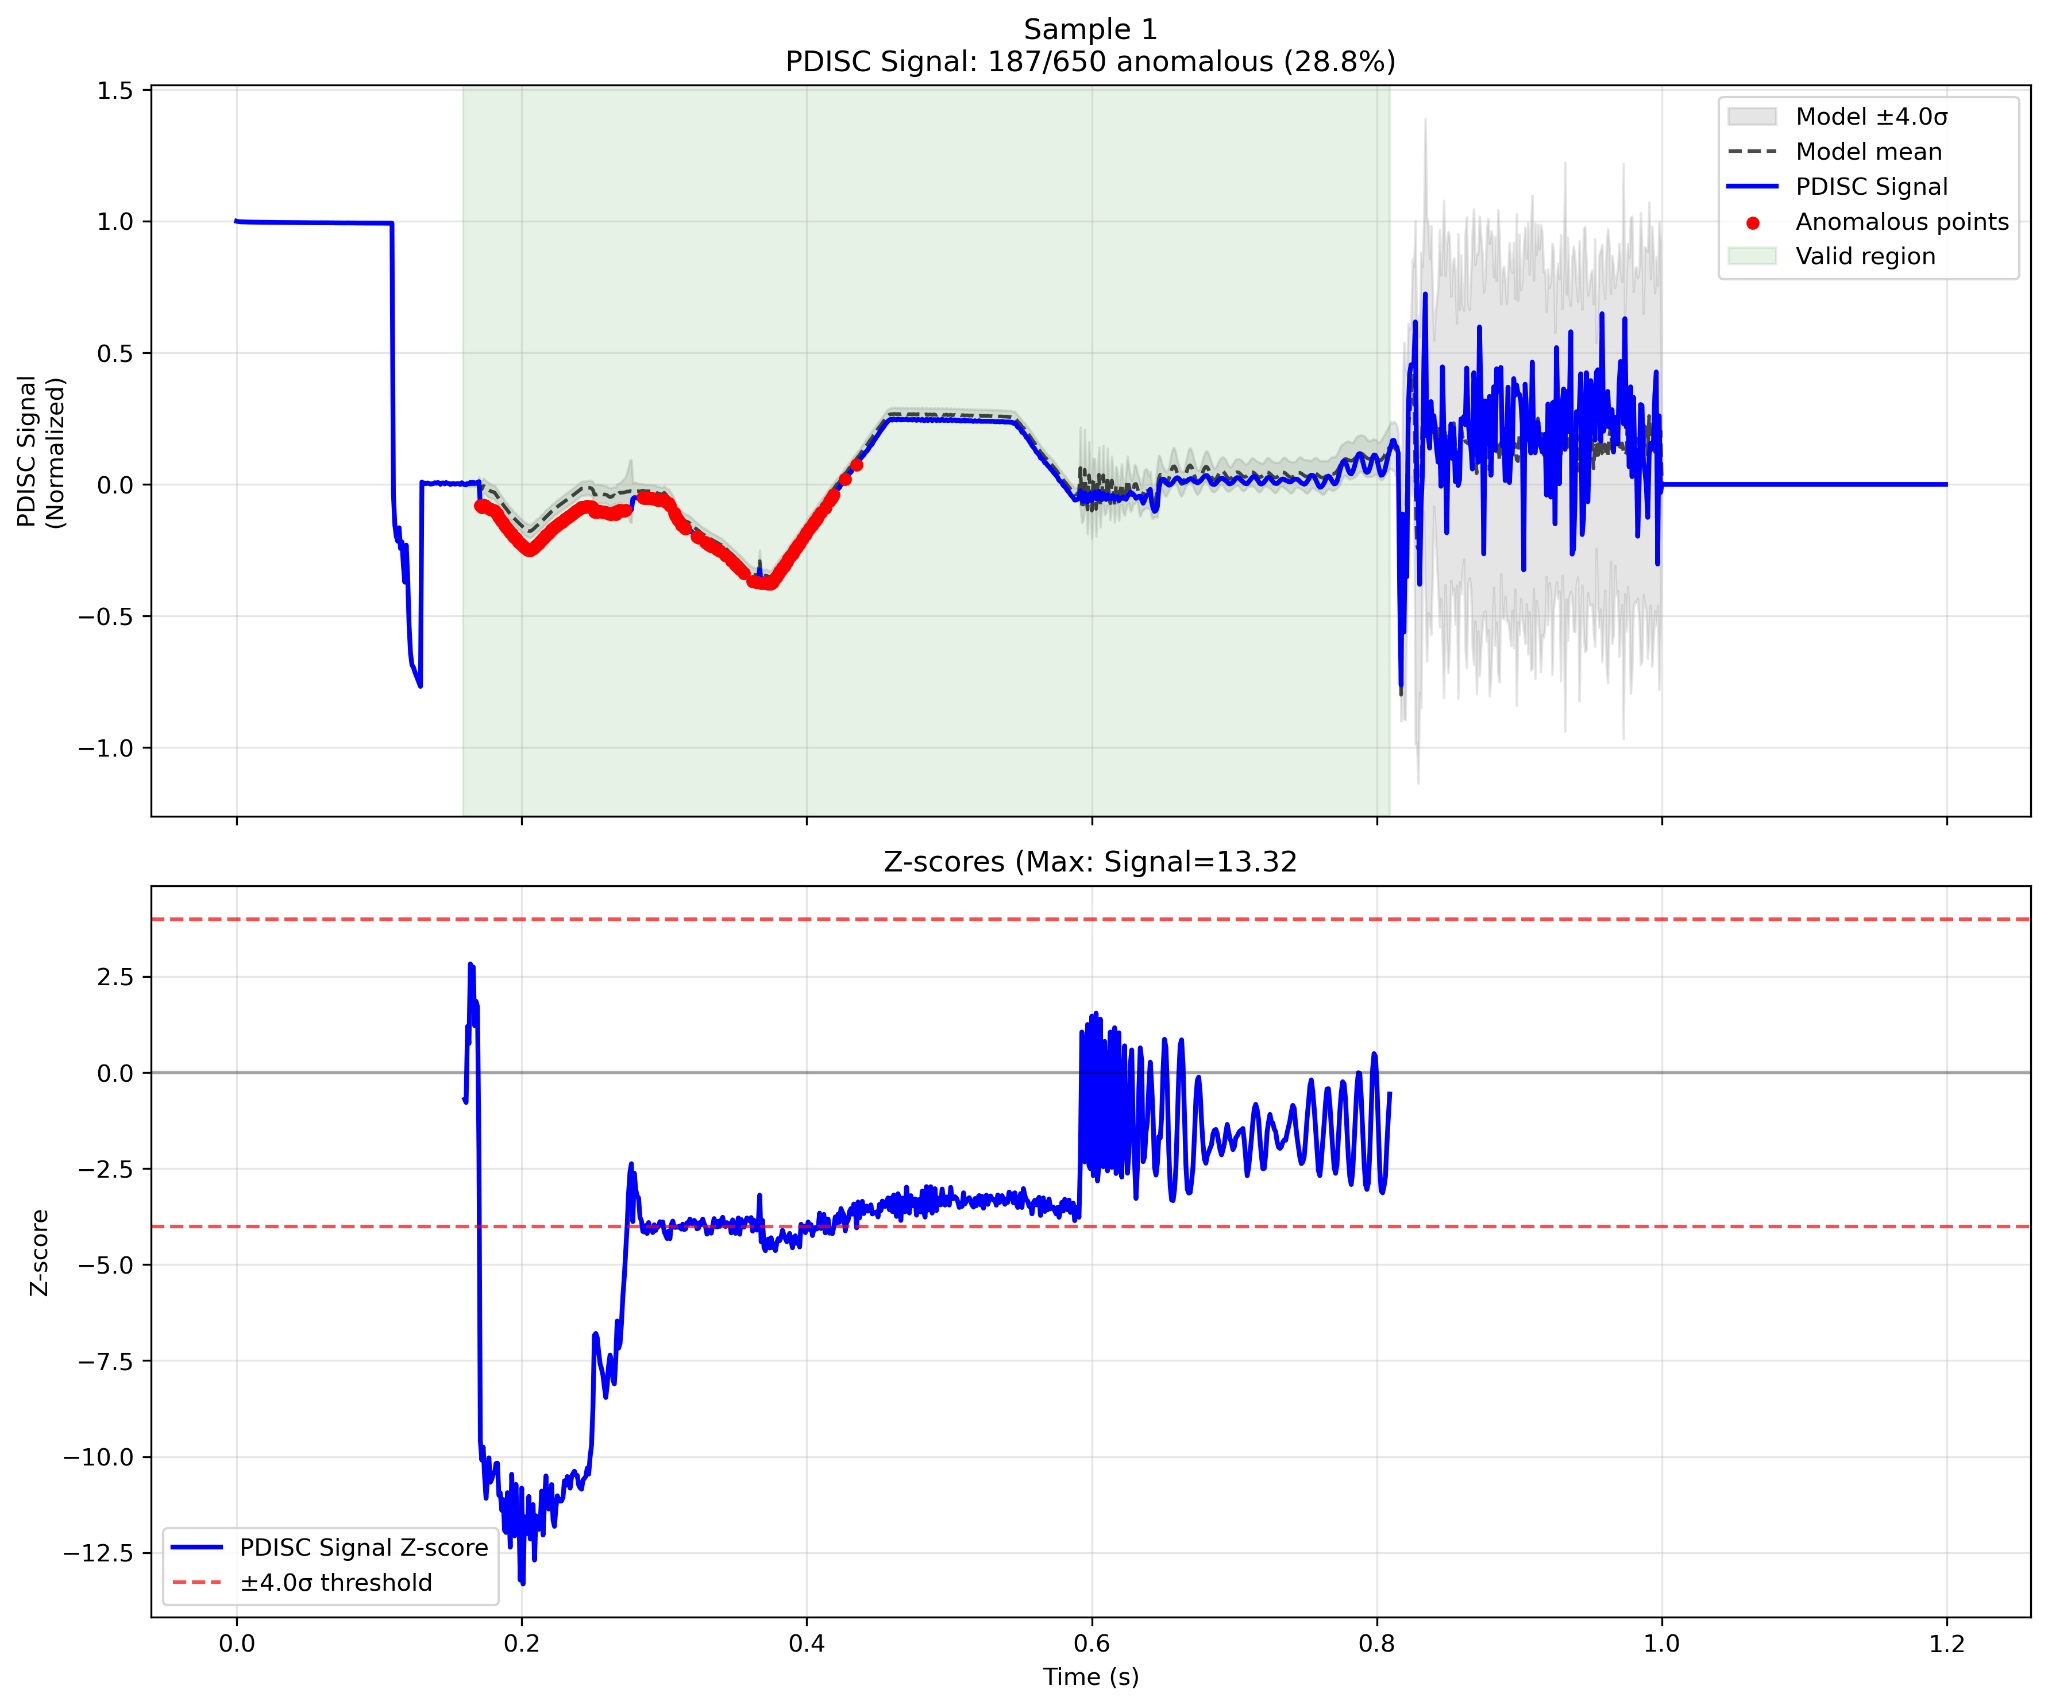 Sample 1
PDISC Signal: 187/650 anomalous (28.8%)
PDISC Signal
(Normalized)
1.5
1.0
0.5
0.0
−0.5
−1.0
Model ±4.0σ
Model mean
PDISC Signal
Anomalous points
Valid region
Z-scores (Max: Signal=13.32
Z-score
2.5
0.0
−2.5
−5.0
−7.5
−10.0
−12.5
PDISC Signal Z-score
±4.0σ threshold
0.0 0.2 0.4 0.6 0.8 1.0 1.2
Time (s)